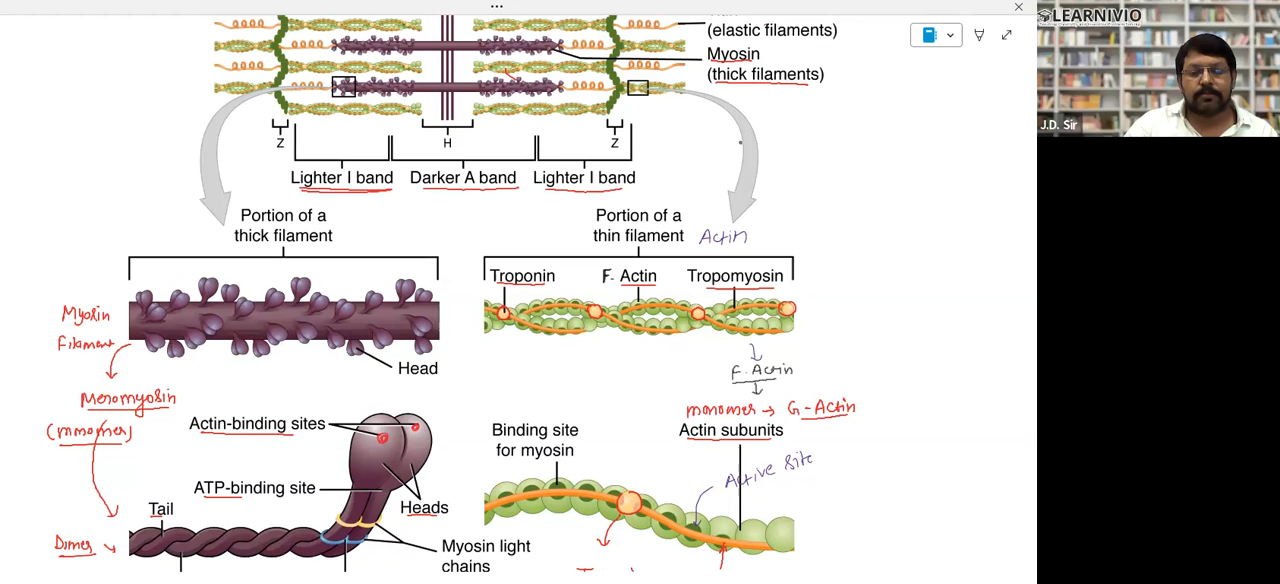 LEARNIVIO
(elastic filaments)
Myosin
(thick filaments)
J.D. Sir
Z
H
Z
Lighter I band
Darker A band
Lighter I band
Portion of a
thick filament
Portion of a
thin filament
Actin
Troponin
F. Actin
Tropomyosin
Myosin
Filament
Head
F. Actin
Meromyosin
(monomer)
monomer → G-Actin
Actin subunits
Actin-binding sites
Binding site
for myosin
Active site
ATP-binding site
Heads
Tail
Dimer
Myosin light
chains